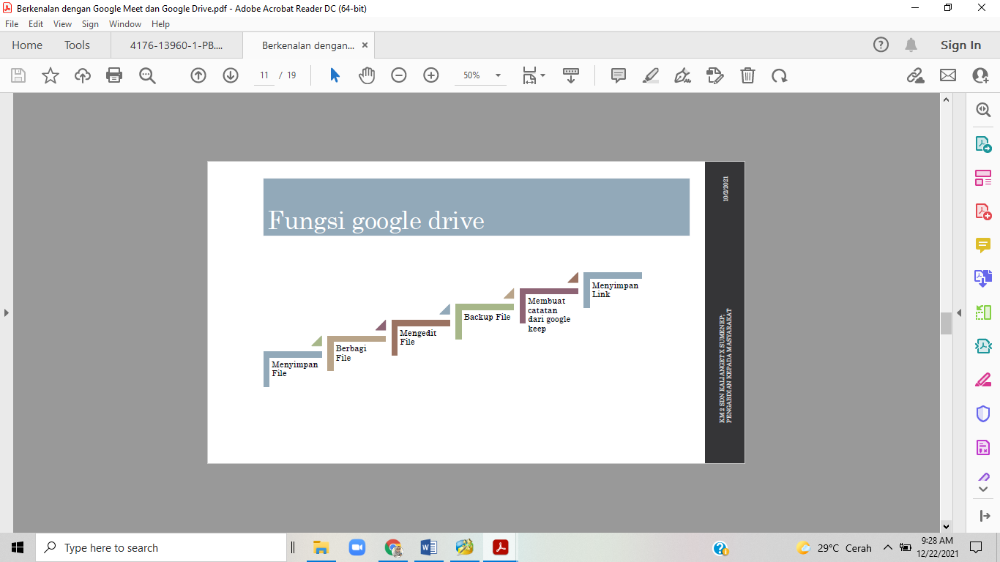 Berkenalan dengan Google Meet dan Google Drive.pdf - Adobe Acrobat Reader DC (64-bit)
File Edit View Sign Window Help
Home Tools 4176-13960-1-PB.... Berkenalan dengan... × Sign In
11 / 19 50%
10/2/2021
Fungsi google drive
Menyimpan
File
Berbagi
File
Mengedit
File
Backup File
Membuat
catatan
dari google
keep
Menyimpan
Link
KM 2 SDN KALIANGET X SUMENEP;
PENGABDIAN KEPADA MASYARAKAT
Type here to search
29°C Cerah
9:28 AM
12/22/2021